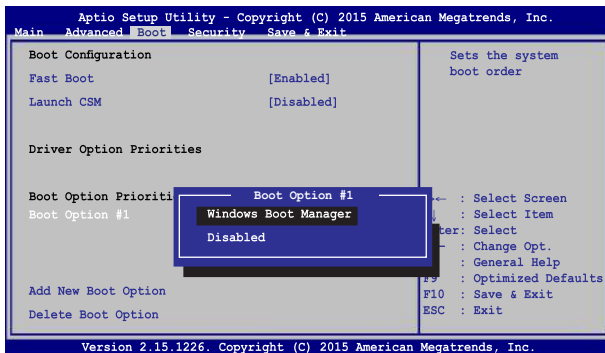 Aptio Setup Utility - Copyright (C) 2015 American Megatrends, Inc.
Main Advanced Boot Security Save & Exit
Boot Configuration
Fast Boot [Enabled]
Launch CSM [Disabled]
Driver Option Priorities
Boot Option Prioriti
Boot Option #1
Add New Boot Option
Delete Boot Option
Boot Option #1
Windows Boot Manager
Disabled
Sets the system
boot order
← : Select Screen
: Select Item
ter: Select
- : Change Opt.
: General Help
F9 : Optimized Defaults
F10 : Save & Exit
ESC : Exit
Version 2.15.1226. Copyright (C) 2015 American Megatrends, Inc.